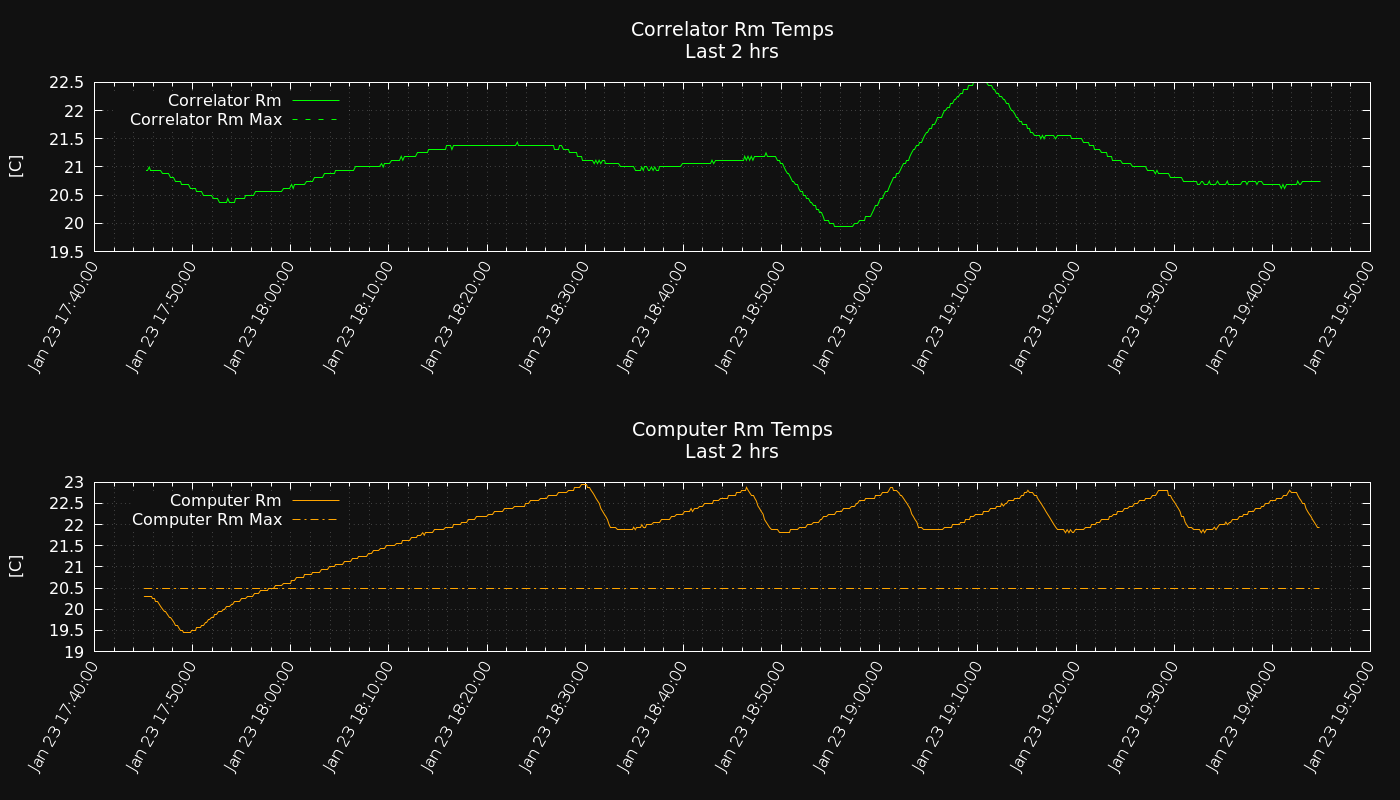 Correlator Rm Temps
Last 2 hrs
22.5
22
21.5
21
20.5
20
19.5
[C]
Correlator Rm
Correlator Rm Max
Jan 23 17:40:00
Jan 23 17:50:00
Jan 23 18:00:00
Jan 23 18:10:00
Jan 23 18:20:00
Jan 23 18:30:00
Jan 23 18:40:00
Jan 23 18:50:00
Jan 23 19:00:00
Jan 23 19:10:00
Jan 23 19:20:00
Jan 23 19:30:00
Jan 23 19:40:00
Jan 23 19:50:00
Computer Rm Temps
Last 2 hrs
23
22.5
22
21.5
21
20.5
20
19.5
19
[C]
Computer Rm
Computer Rm Max
Jan 23 17:40:00
Jan 23 17:50:00
Jan 23 18:00:00
Jan 23 18:10:00
Jan 23 18:20:00
Jan 23 18:30:00
Jan 23 18:40:00
Jan 23 18:50:00
Jan 23 19:00:00
Jan 23 19:10:00
Jan 23 19:20:00
Jan 23 19:30:00
Jan 23 19:40:00
Jan 23 19:50:00